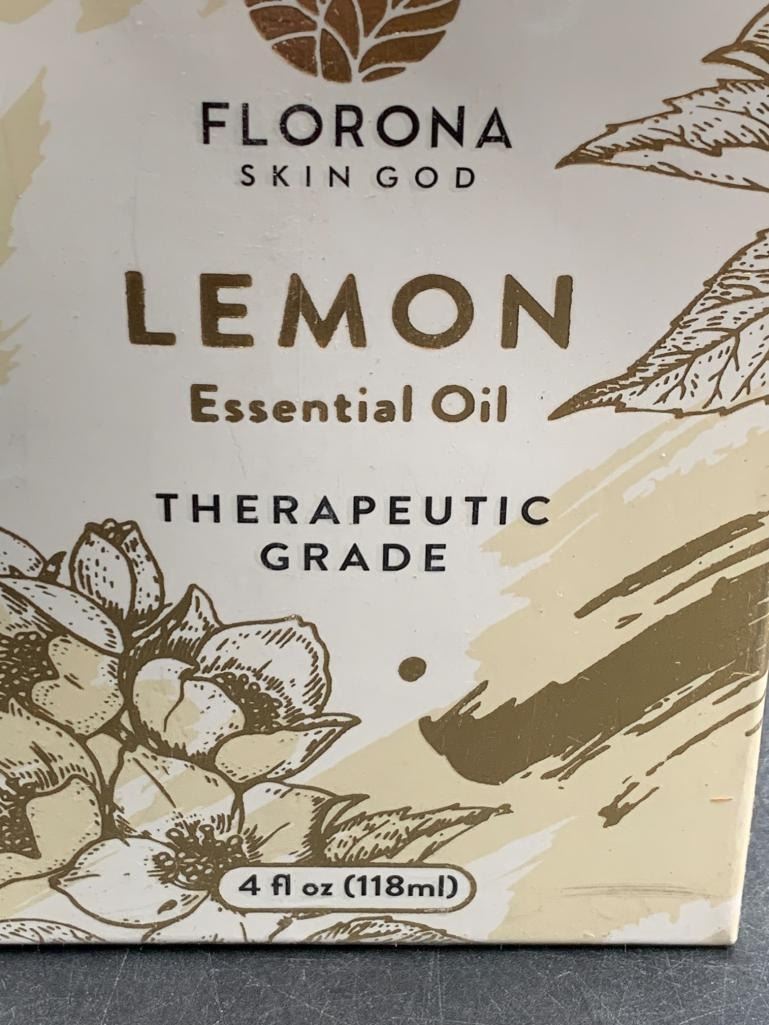 FLORONA
SKIN GOD
LEMON
Essential Oil
THERAPEUTIC
GRADE
4 fl oz (118ml)